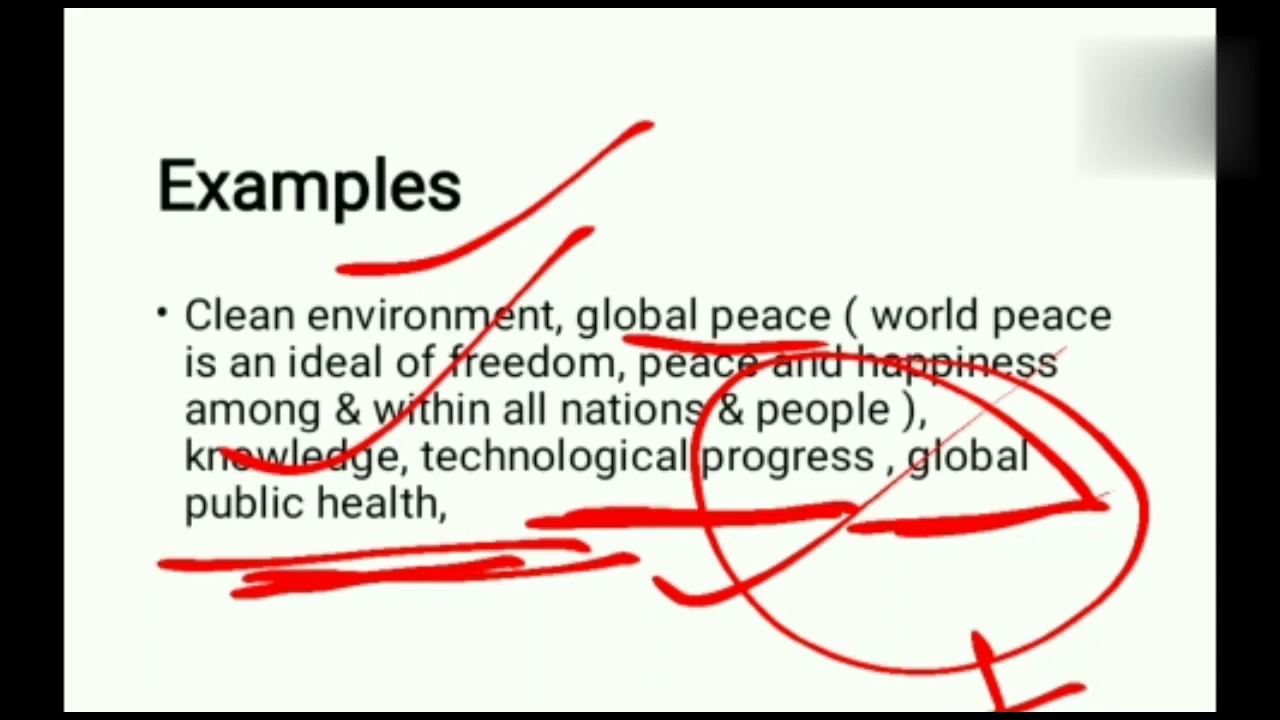 Examples
• Clean environment, global peace ( world peace
is an ideal of freedom, peace and happiness
among & within all nations & people ),
knowledge, technological progress , global
public health,